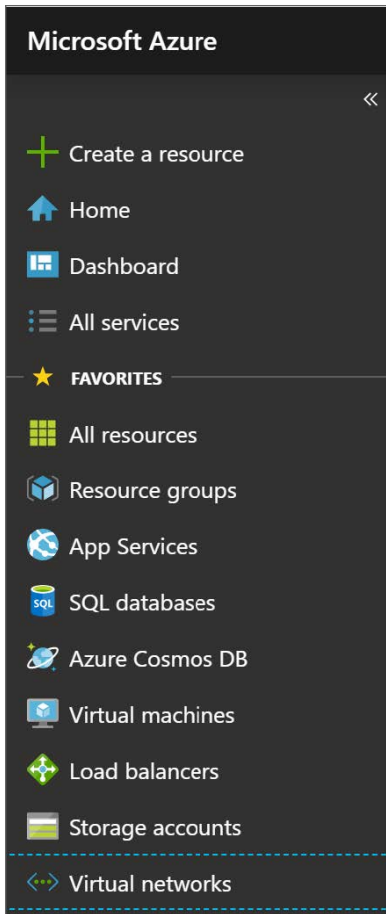 Microsoft Azure
«
Create a resource
Home
Dashboard
All services
FAVORITES
All resources
Resource groups
App Services
SQL databases
SQL
Azure Cosmos DB
Virtual machines
Load balancers
Storage accounts
Virtual networks